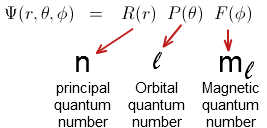 Ψ(r, θ, ϕ) = R(r) P(θ) F(ϕ)
n ℓ mℓ
principal Orbital Magnetic
quantum quantum quantum
number number number